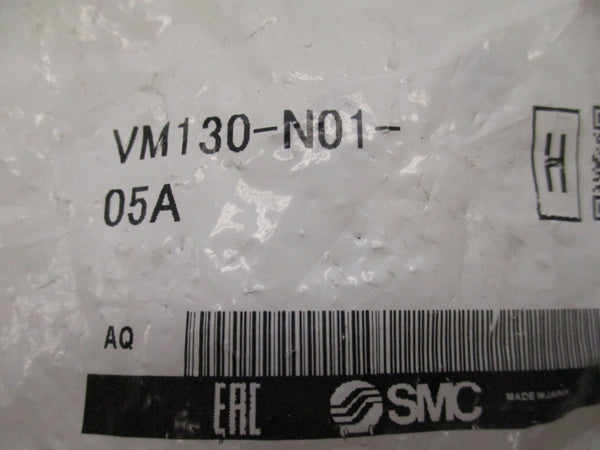 VM130-N01-
05A
AQ
EAC SMC MADE IN JAPAN